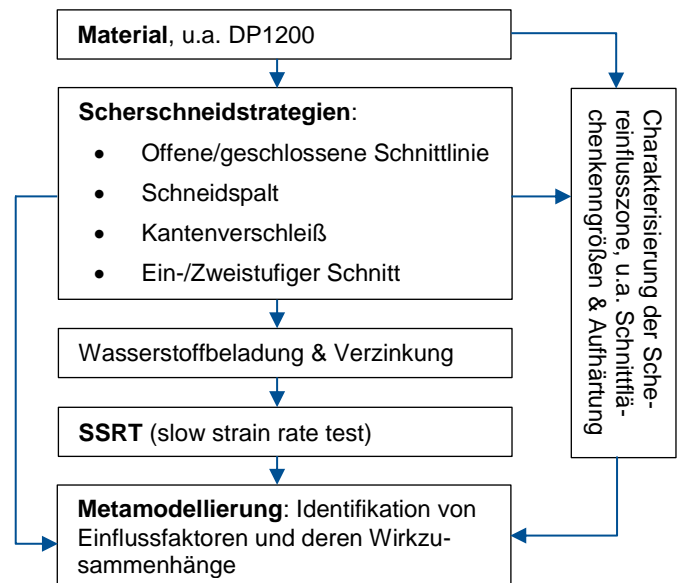 Material, u.a. DP1200
Scherschneidstrategien:
• Offene/geschlossene Schnittlinie
• Schneidspalt
• Kantenverschleiß
• Ein-/Zweistufiger Schnitt
Wasserstoffbeladung & Verzinkung
SSRT (slow strain rate test)
Metamodellierung: Identifikation von
Einflussfaktoren und deren Wirkzu-
sammenhänge
Charakterisierung der Sche-
reinflusszone, u.a. Schnittflä-
chenkenngrößen & Aufhärtung